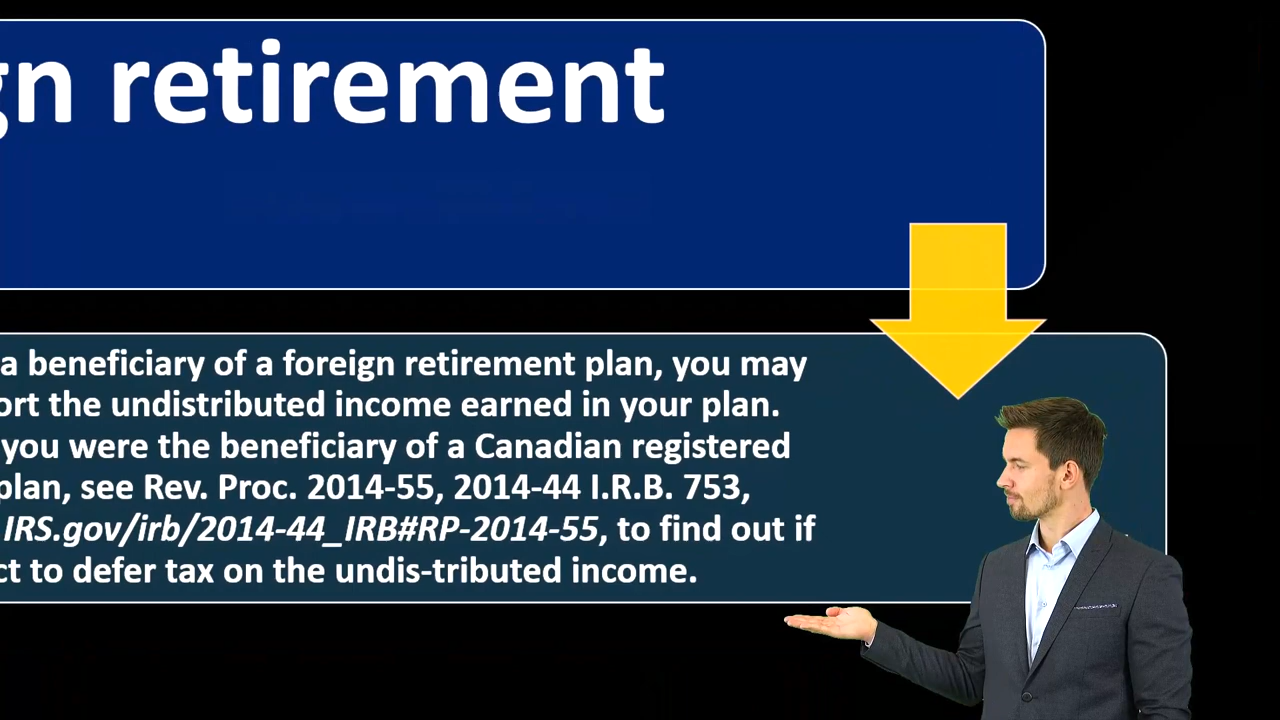 gn retirement
a beneficiary of a foreign retirement plan, you may
ort the undistributed income earned in your plan.
you were the beneficiary of a Canadian registered
plan, see Rev. Proc. 2014-55, 2014-44 I.R.B. 753,
IRS.gov/irb/2014-44_IRB#RP-2014-55, to find out if
ct to defer tax on the undis-tributed income.